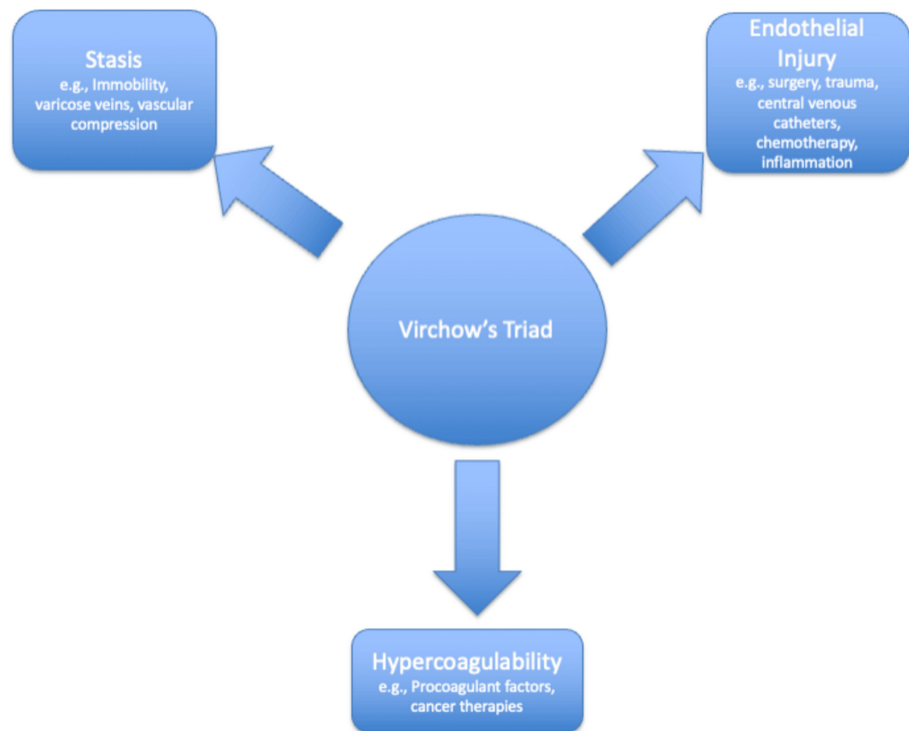 Stasis
e.g., Immobility,
varicose veins, vascular
compression
Endothelial
Injury
e.g., surgery, trauma,
central venous
catheters,
chemotherapy,
inflammation
Virchow's Triad
Hypercoagulability
e.g., Procoagulant factors,
cancer therapies